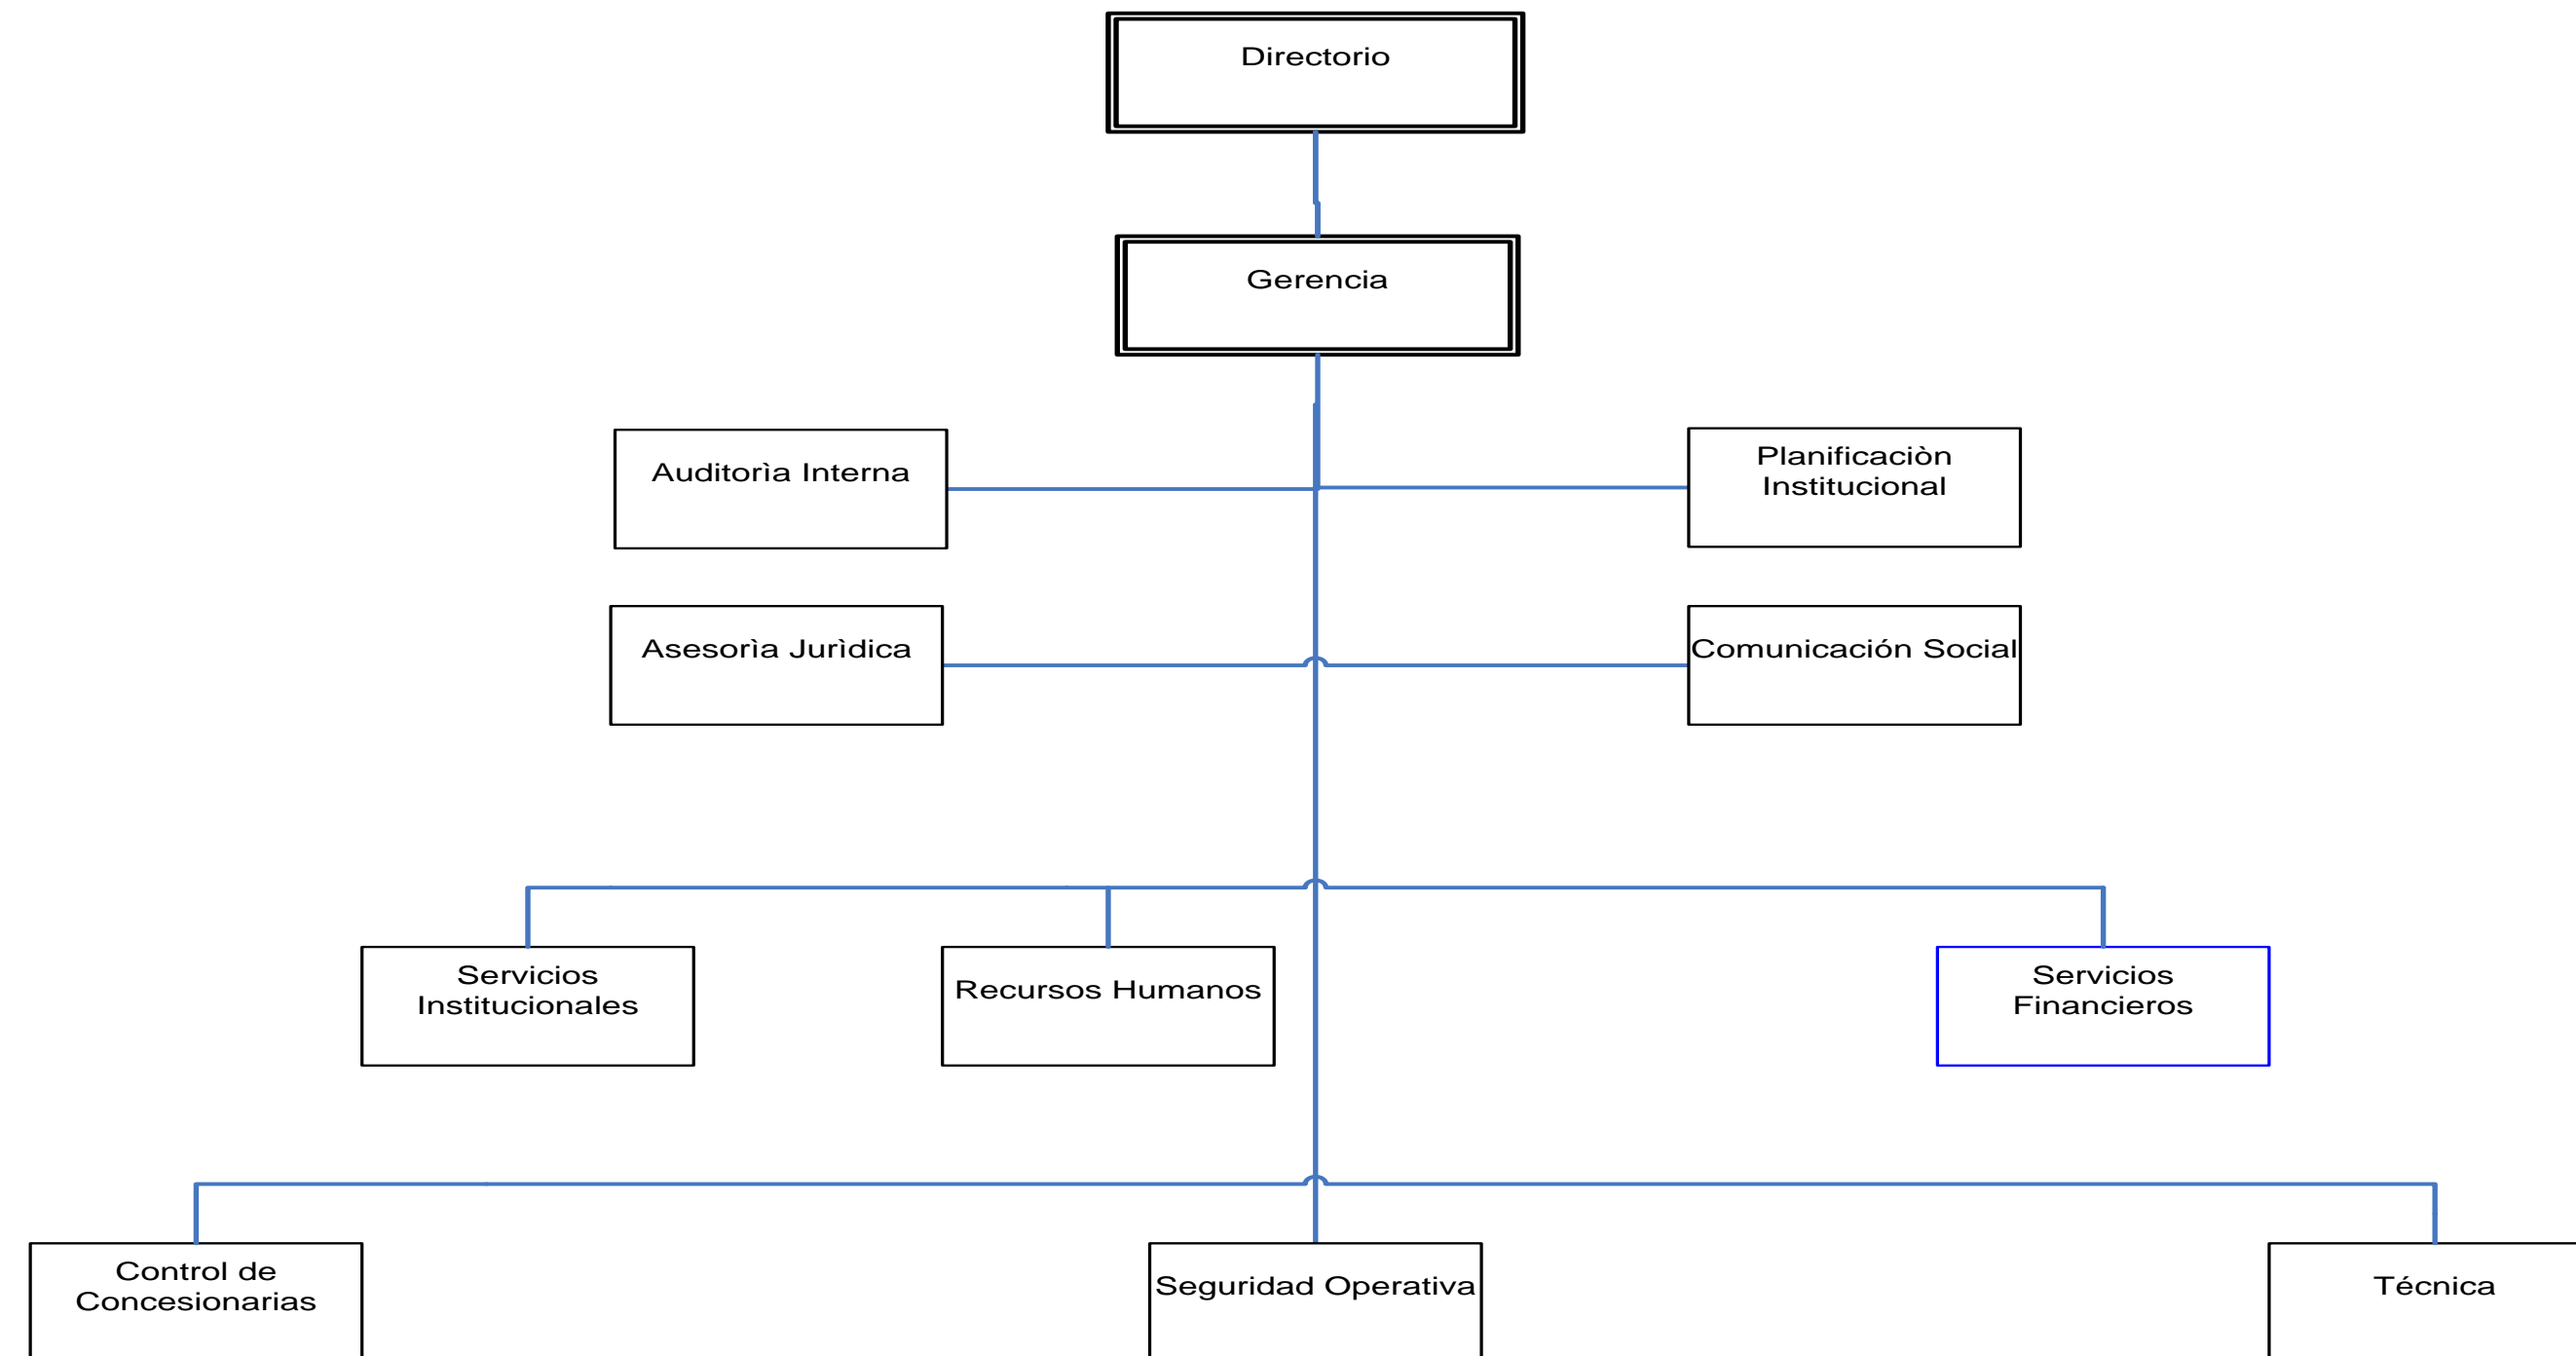 Directorio
Gerencia
Auditorìa Interna
Planificaciòn
Institucional
Asesorìa Jurìdica
Comunicación Social
Servicios
Institucionales
Recursos Humanos
Servicios
Financieros
Control de
Concesionarias
Seguridad Operativa
Técnica